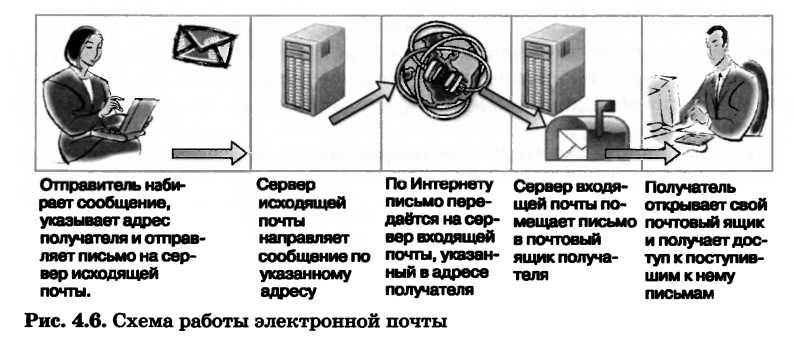 Отправитель наби-
рает сообщение,
указывает адрес
получателя и отправ-
ляет письмо на сер-
вер исходящей
почты.
Сервер
исходящей
почты
направляет
сообщение по
указанному
адресу
По Интернету
письмо пере-
даётся на сер-
вер входящей
почты, указан-
ный в адресе
получателя
Сервер входя-
щей почты по-
мещает письмо
в почтовый
ящик получа-
теля
Получатель
открывает свой
почтовый ящик
и получает дос-
туп к поступив-
шим к нему
письмам
Рис. 4.6. Схема работы электронной почты